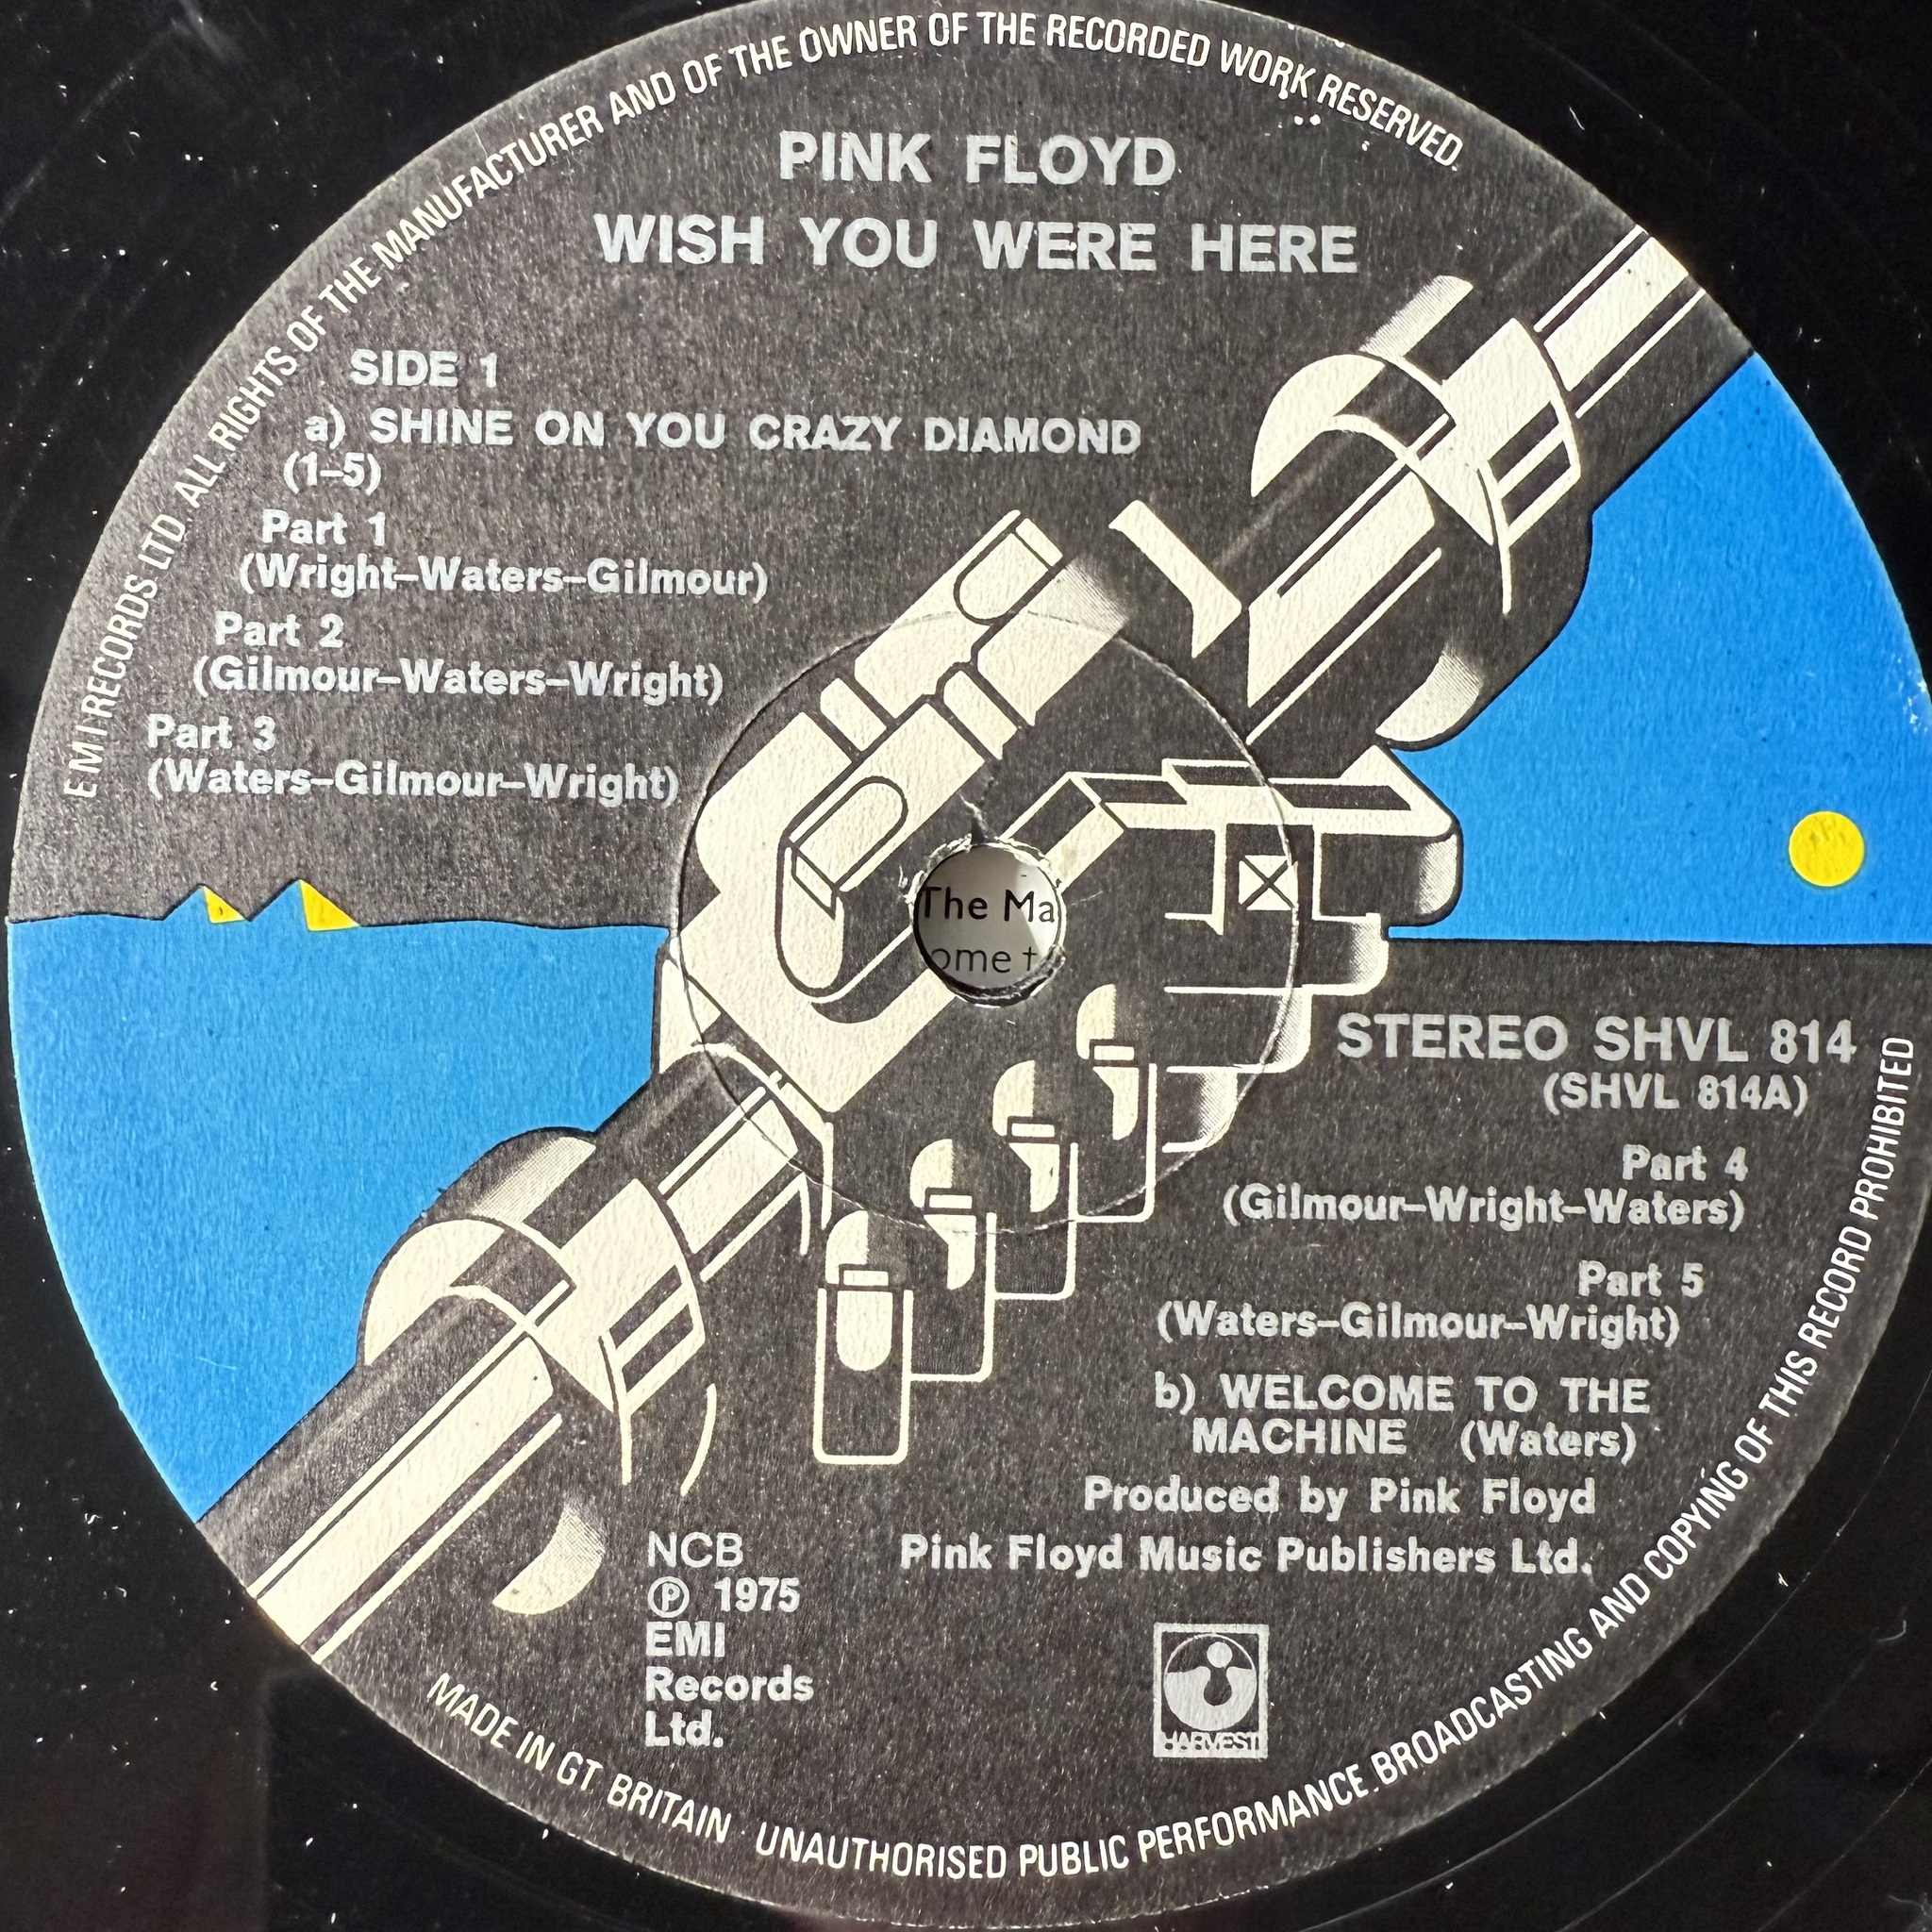 E M I RECORDS LTD. ALL RIGHTS OF THE MANUFACTURER AND OF THE OWNER OF THE RECORDED WORK RESERVED.
PINK FLOYD
WISH YOU WERE HERE
SIDE 1
a) SHINE ON YOU CRAZY DIAMOND
(1–5)
Part 1
(Wright–Waters–Gilmour)
Part 2
(Gilmour–Waters–Wright)
Part 3
(Waters–Gilmour–Wright)
The Ma
ome t
STEREO SHVL 814
(SHVL 814A)
Part 4
(Gilmour–Wright–Waters)
Part 5
(Waters–Gilmour–Wright)
b) WELCOME TO THE
MACHINE (Waters)
Produced by Pink Floyd
Pink Floyd Music Publishers Ltd.
NCB
℗ 1975
EMI
Records
Ltd.
HARVEST
MADE IN GT BRITAIN · UNAUTHORISED PUBLIC PERFORMANCE. BROADCASTING AND COPYING OF THIS RECORD PROHIBITED